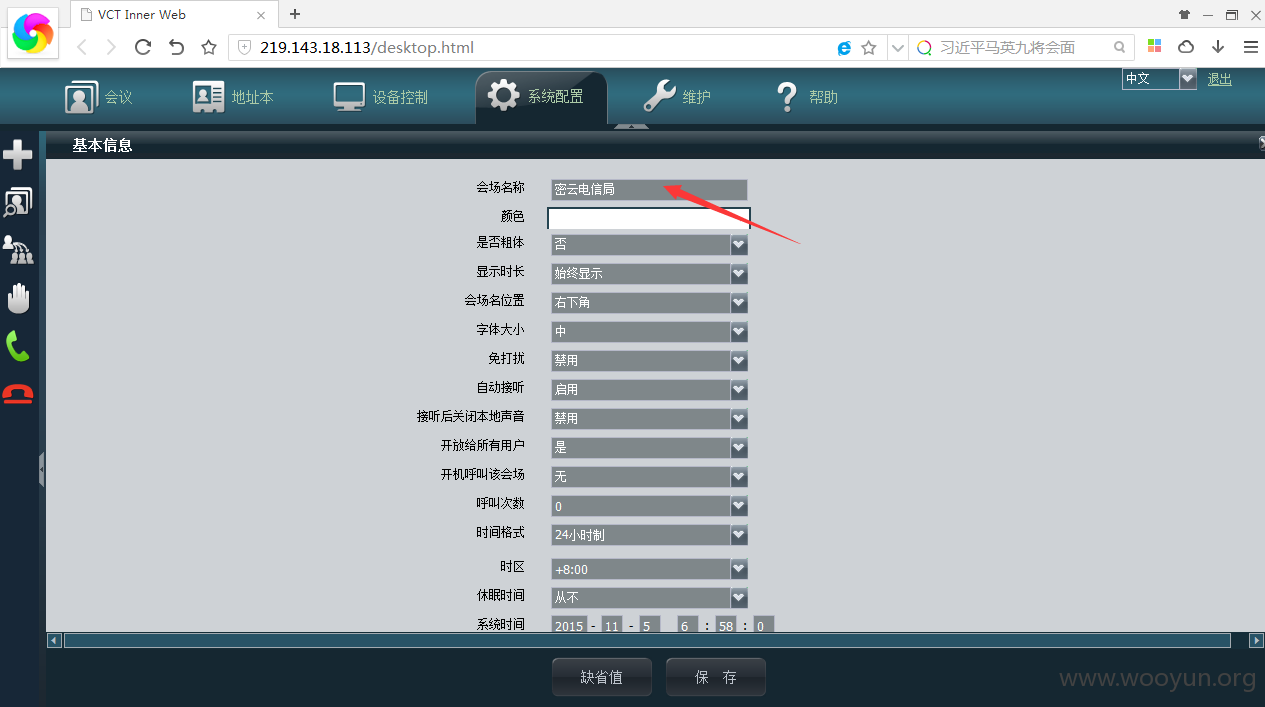 VCT Inner Web
219.143.18.113/desktop.html
习近平马英九将会面
会议
地址本
设备控制
系统配置
维护
帮助
中文
退出
基本信息
会场名称 密云电信局
颜色
是否粗体 否
显示时长 始终显示
会场名位置 右下角
字体大小 中
免打扰 禁用
自动接听 启用
接听后关闭本地声音 禁用
开放给所有用户 是
开机呼叫该会场 无
呼叫次数 0
时间格式 24小时制
时区 +8:00
休眠时间 从不
系统时间 2015 - 11 - 5 6 : 58 : 0
缺省值
保 存
www.wooyun.org